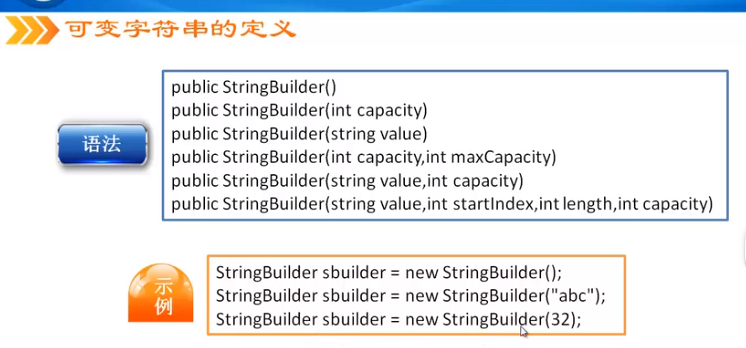 可变字符串的定义
语法
public StringBuilder()
public StringBuilder(int capacity)
public StringBuilder(string value)
public StringBuilder(int capacity,int maxCapacity)
public StringBuilder(string value,int capacity)
public StringBuilder(string value,int startIndex,int length,int capacity)
示
例
StringBuilder sbuilder = new StringBuilder();
StringBuilder sbuilder = new StringBuilder("abc");
StringBuilder sbuilder = new StringBuilder(32);